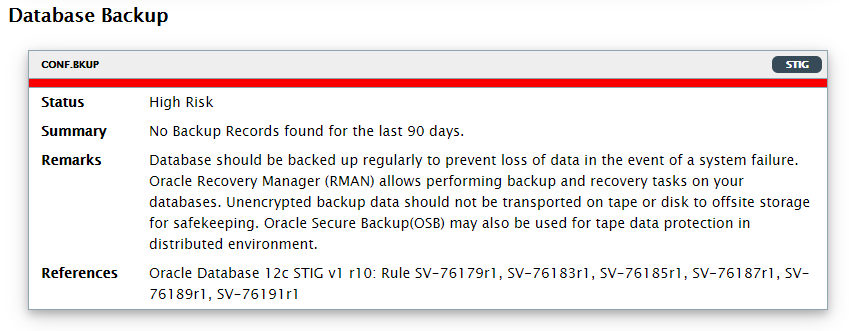 Database Backup
CONF.BKUP STIG
Status High Risk
Summary No Backup Records found for the last 90 days.
Remarks Database should be backed up regularly to prevent loss of data in the event of a system failure.
Oracle Recovery Manager (RMAN) allows performing backup and recovery tasks on your
databases. Unencrypted backup data should not be transported on tape or disk to offsite storage
for safekeeping. Oracle Secure Backup(OSB) may also be used for tape data protection in
distributed environment.
References Oracle Database 12c STIG v1 r10: Rule SV-76179r1, SV-76183r1, SV-76185r1, SV-76187r1, SV-
76189r1, SV-76191r1